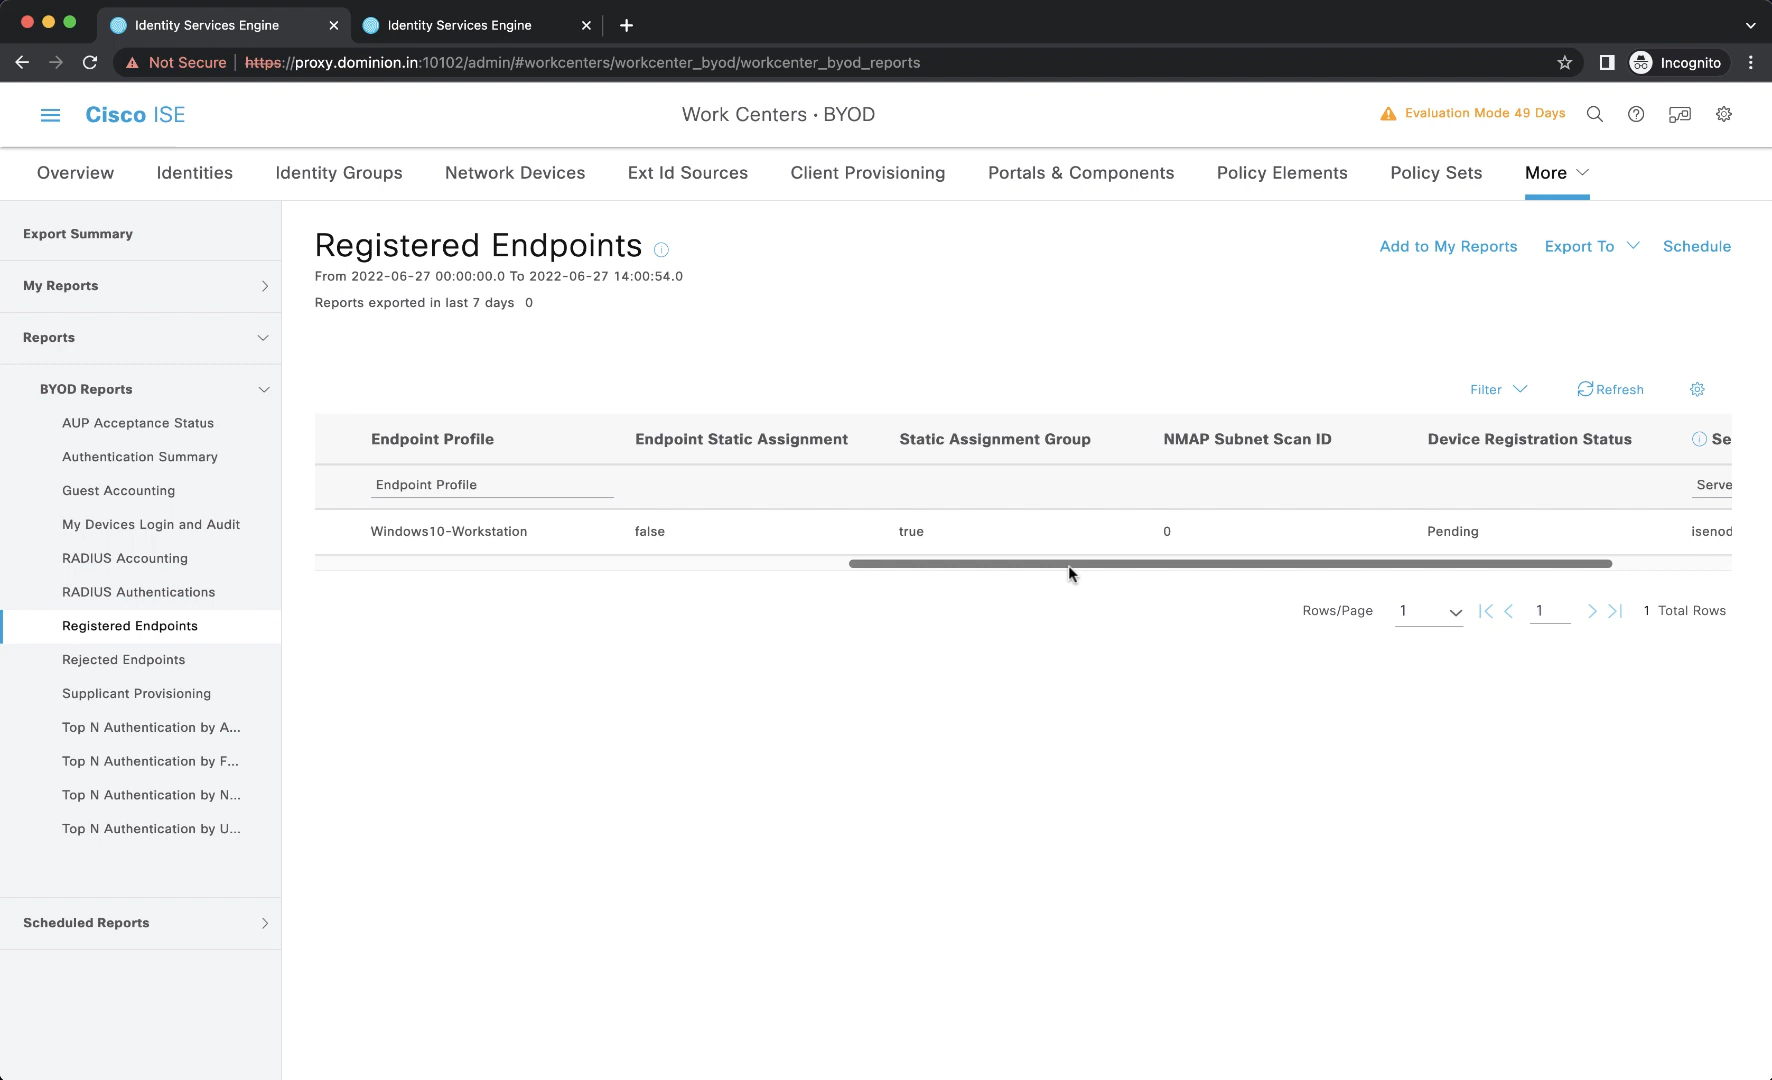 Identity Services Engine
Identity Services Engine
Not Secure https://proxy.dominion.in:10102/admin/#workcenters/workcenter_byod/workcenter_byod_reports
Incognito
Cisco ISE
Work Centers · BYOD
Evaluation Mode 49 Days
Overview Identities Identity Groups Network Devices Ext Id Sources Client Provisioning Portals & Components Policy Elements Policy Sets More
Export Summary
My Reports
Reports
BYOD Reports
AUP Acceptance Status
Authentication Summary
Guest Accounting
My Devices Login and Audit
RADIUS Accounting
RADIUS Authentications
Registered Endpoints
Rejected Endpoints
Supplicant Provisioning
Top N Authentication by A...
Top N Authentication by F...
Top N Authentication by N...
Top N Authentication by U...
Scheduled Reports
Registered Endpoints
From 2022-06-27 00:00:00.0 To 2022-06-27 14:00:54.0
Reports exported in last 7 days 0
Add to My Reports Export To Schedule
Filter Refresh
Endpoint Profile Endpoint Static Assignment Static Assignment Group NMAP Subnet Scan ID Device Registration Status Se
Endpoint Profile Serve
Windows10-Workstation false true 0 Pending isenod
Rows/Page 1 1 1 Total Rows